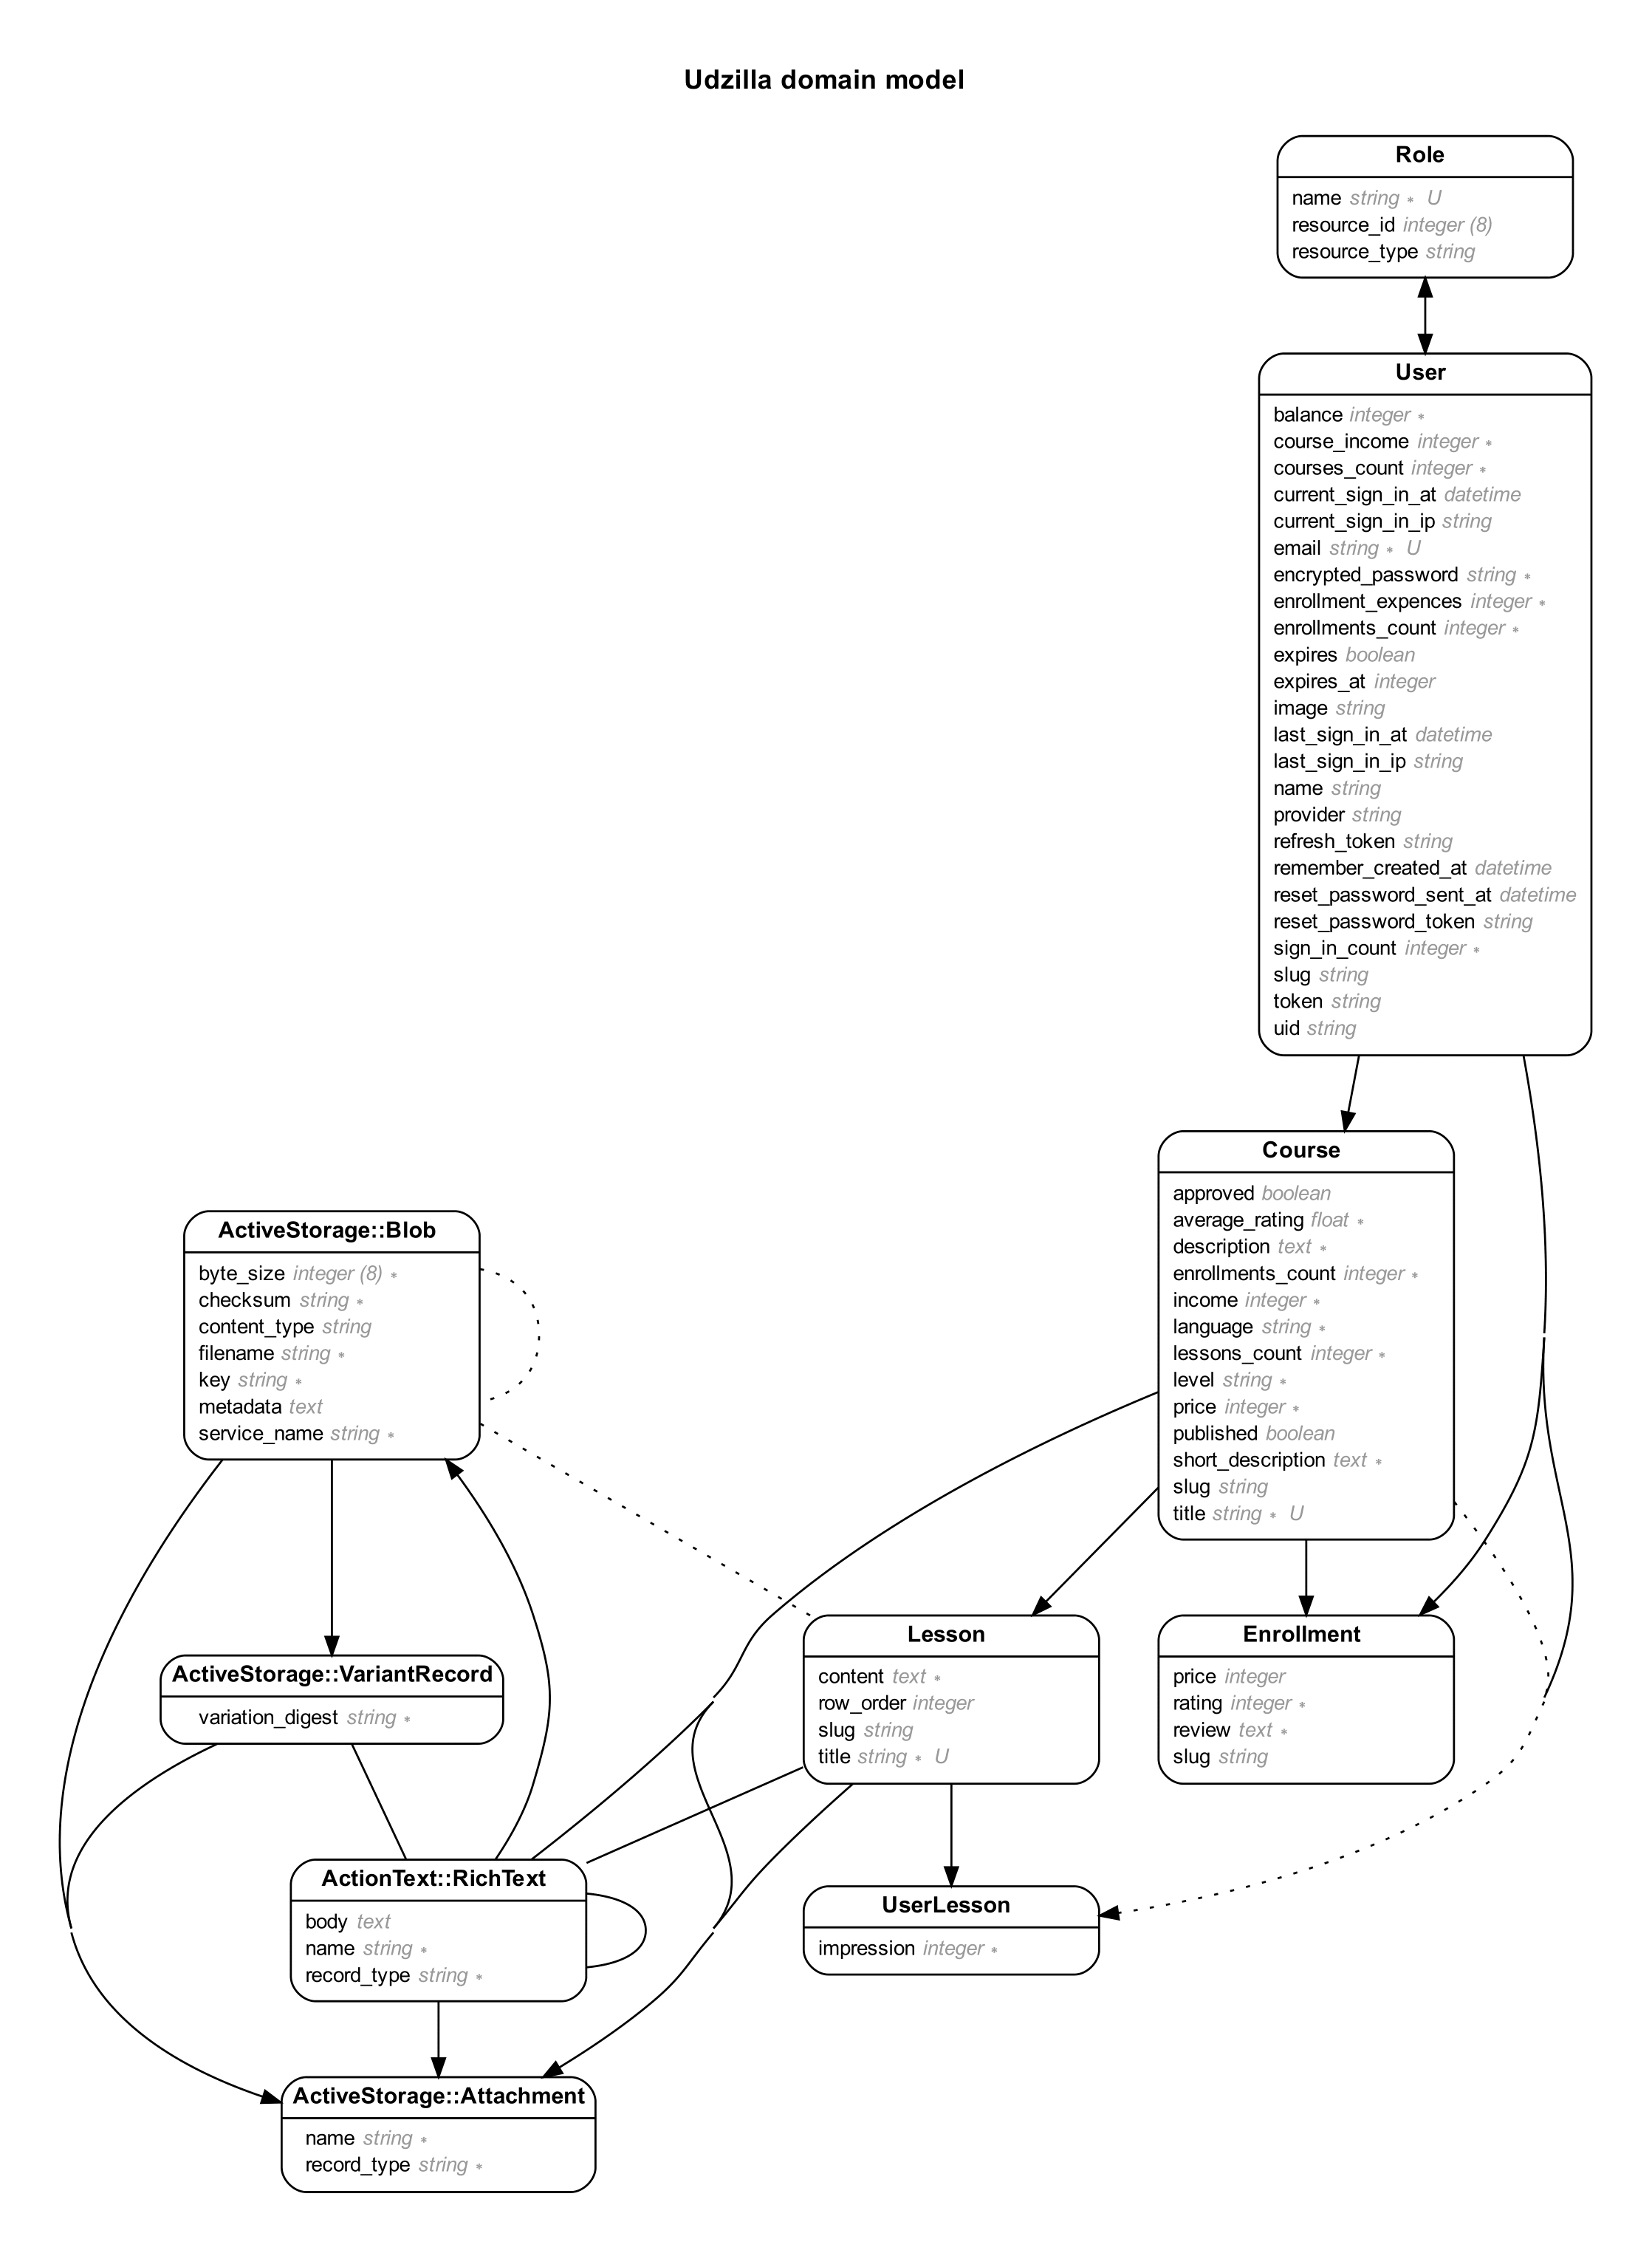 Udzilla domain model
Role
name string * U
resource_id integer (8)
resource_type string
User
balance integer *
course_income integer *
courses_count integer *
current_sign_in_at datetime
current_sign_in_ip string
email string * U
encrypted_password string *
enrollment_expences integer *
enrollments_count integer *
expires boolean
expires_at integer
image string
last_sign_in_at datetime
last_sign_in_ip string
name string
provider string
refresh_token string
remember_created_at datetime
reset_password_sent_at datetime
reset_password_token string
sign_in_count integer *
slug string
token string
uid string
Course
approved boolean
average_rating float *
description text *
enrollments_count integer *
income integer *
language string *
lessons_count integer *
level string *
price integer *
published boolean
short_description text *
slug string
title string * U
ActiveStorage::Blob
byte_size integer (8) *
checksum string *
content_type string
filename string *
key string *
metadata text
service_name string *
Lesson
content text *
row_order integer
slug string
title string * U
Enrollment
price integer
rating integer *
review text *
slug string
ActiveStorage::VariantRecord
variation_digest string *
ActionText::RichText
body text
name string *
record_type string *
UserLesson
impression integer *
ActiveStorage::Attachment
name string *
record_type string *